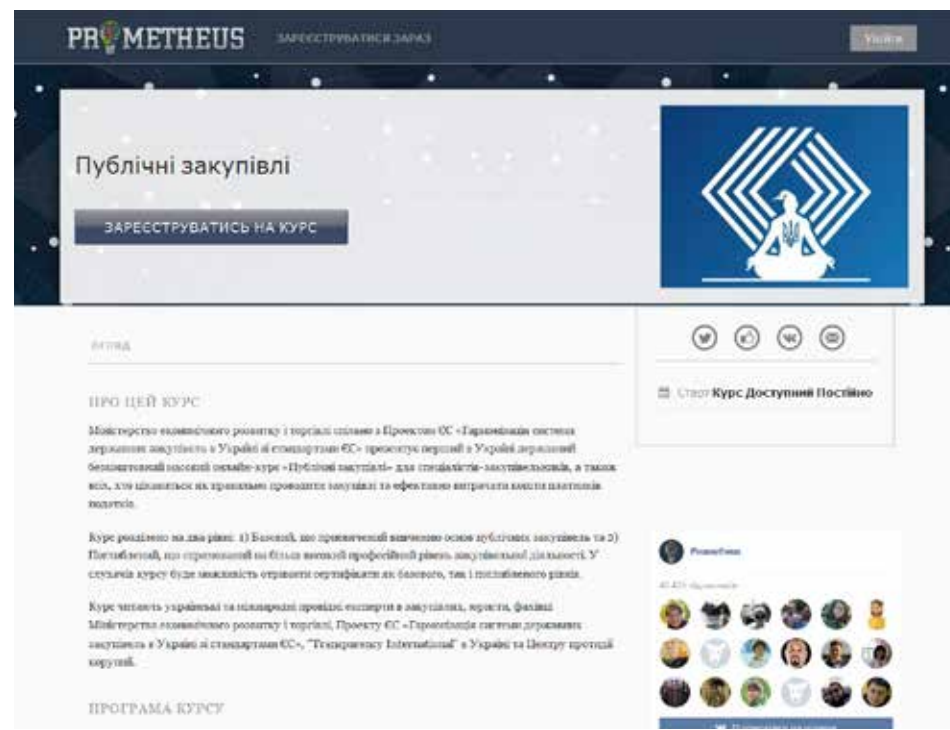 PROMETHEUS
ЗАРЕЄСТРУВАТИСЯ ЗАРАЗ
Увійти
Публічні закупівлі
ЗАРЕЄСТРУВАТИСЬ НА КУРС
ОГЛЯД
Старт Курс Доступний Постійно
ПРО ЦЕЙ КУРС
Міністерство економічного розвитку і торгівлі спільно з Проектом ЄС «Гармонізація системи
державних закупівель в Україні зі стандартами ЄС» презентує перший в Україні державний
безкоштовний масовий онлайн-курс «Публічні закупівлі» для спеціалістів-закупівельників, а також
всіх, хто цікавиться як правильно проводити закупівлі та ефективно витрачати кошти платників
податків.
Курс розділено на два рівні: 1) Базовий, що присвячений вивченню основ публічних закупівель та 2)
Поглиблений, що спрямований на більш високий професійний рівень закупівельної діяльності. У
слухачів курсу буде можливість отримати сертифікати як базового, так і поглибленого рівнів.
Курс читають українські та міжнародні провідні експерти в закупівлях, юристи, фахівці
Міністерства економічного розвитку і торгівлі, Проекту ЄС «Гармонізація системи державних
закупівель в Україні зі стандартами ЄС», "Transparency International" в Україні та Центру протидії
корупції.
ПРОГРАМА КУРСУ
Prometheus